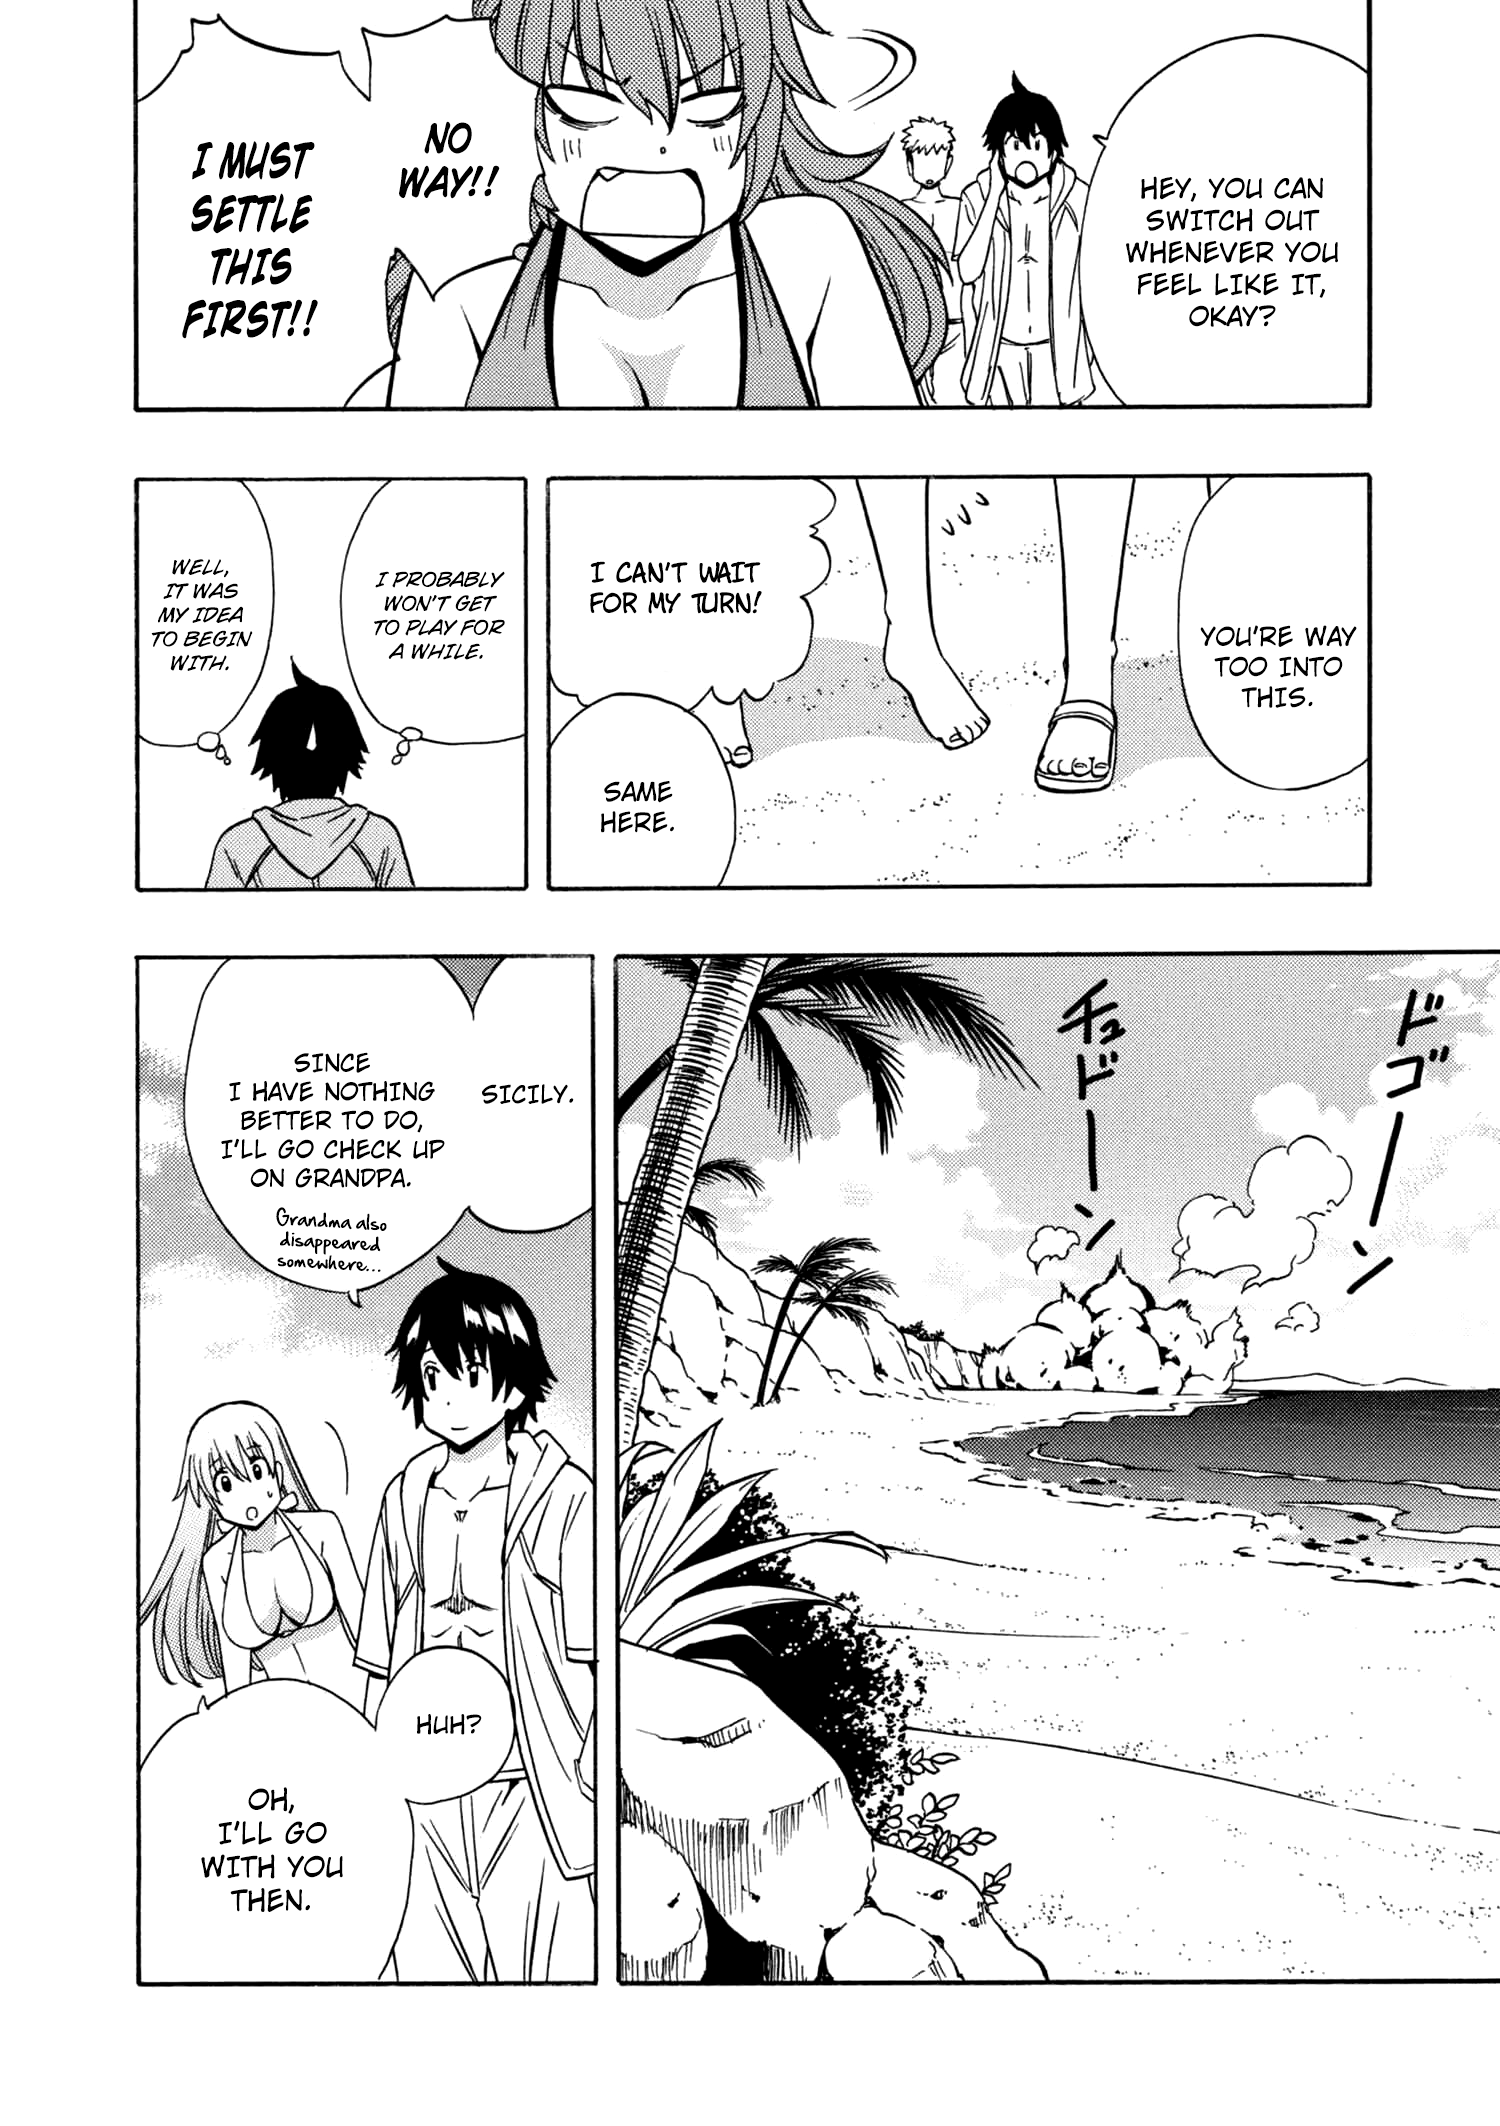 HEY, YOU CAN
SWITCH OUT
WHENEVER YOU
FEEL LIKE IT,
OKAY?
NO
WAY!!
I MUST
SETTLE
THIS
FIRST!!
YOU'RE WAY
TOO INTO
THIS.
I CAN'T WAIT
FOR MY TURN!
SAME
HERE.
I PROBABLY
WON'T GET
TO PLAY FOR
A WHILE.
WELL,
IT WAS
MY IDEA
TO BEGIN
WITH.
ドゴーン
チュドーン
SICILY.
SINCE
I HAVE NOTHING
BETTER TO DO,
I'LL GO CHECK UP
ON GRANDPA.
Grandma also
disappeared
somewhere...
HUH?
OH,
I'LL GO
WITH YOU
THEN.